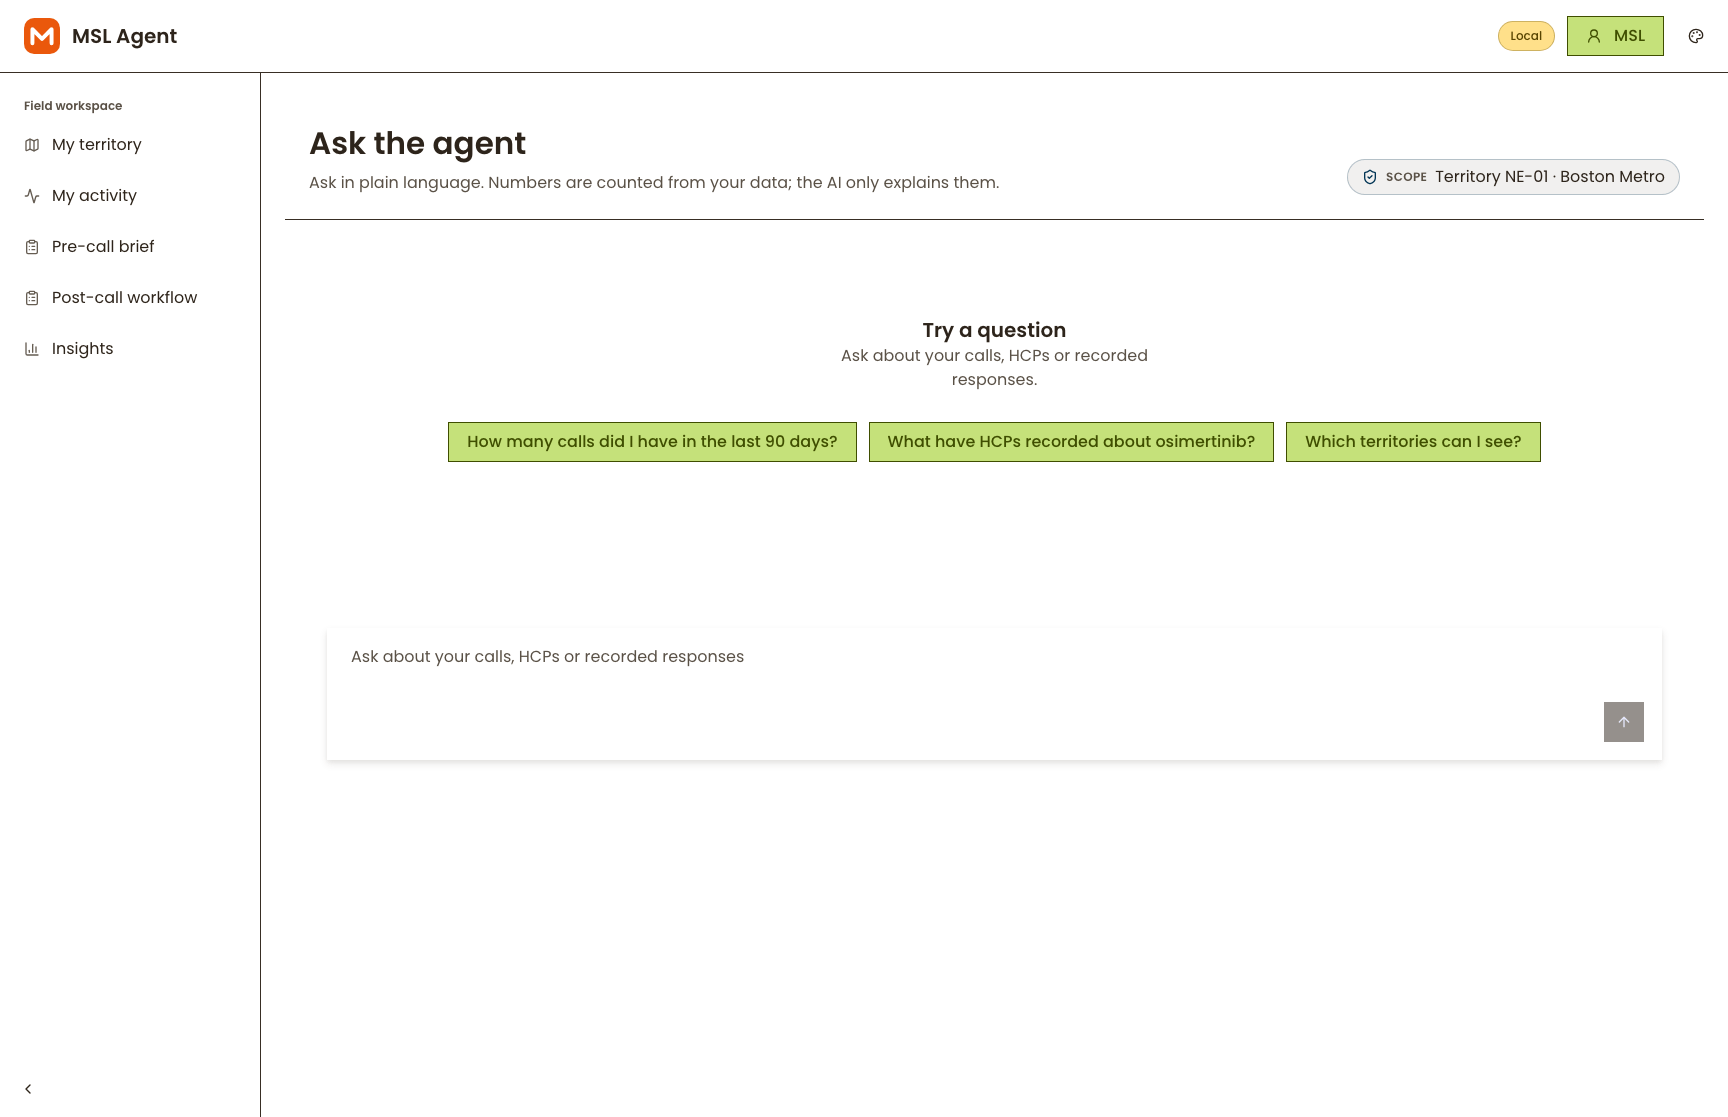 MSL Agent
Local
MSL
Field workspace
My territory
My activity
Pre-call brief
Post-call workflow
Insights
Ask the agent
Ask in plain language. Numbers are counted from your data; the AI only explains them.
SCOPE Territory NE-01 · Boston Metro
Try a question
Ask about your calls, HCPs or recorded
responses.
How many calls did I have in the last 90 days?
What have HCPs recorded about osimertinib?
Which territories can I see?
Ask about your calls, HCPs or recorded responses